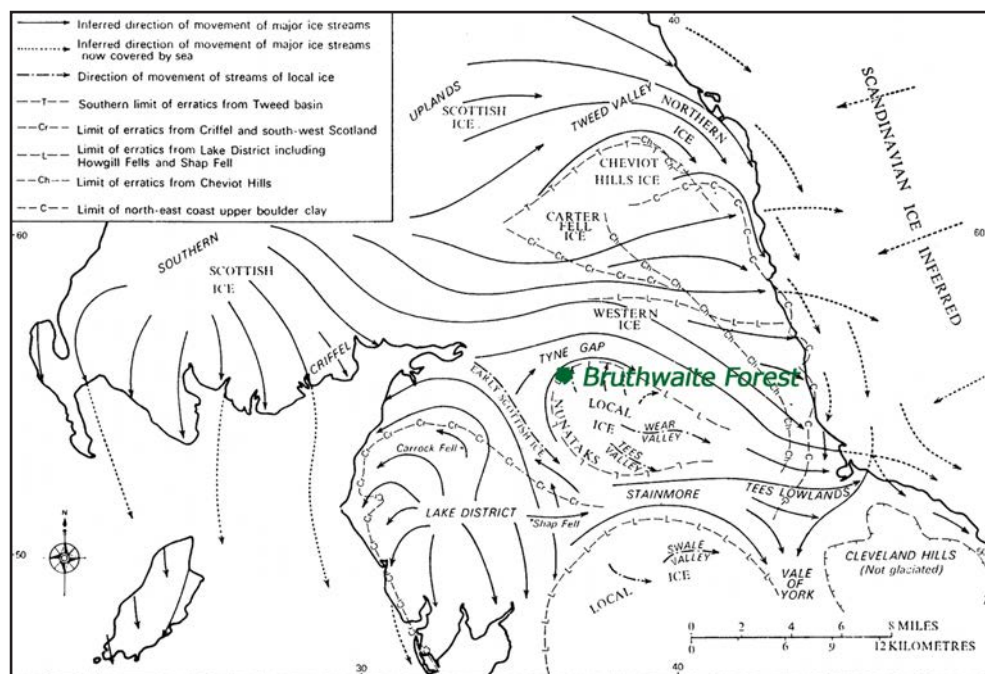 Inferred direction of movement of major ice streams
Inferred direction of movement of major ice streams
now covered by sea
Direction of movement of streams of local ice
T
Southern limit of erratics from Tweed basin
Cr
Limit of erratics from Criffel and south-west Scotland
L
Limit of erratics from Lake District including
Howgill Fells and Shap Fell
Ch
Limit of erratics from Cheviot Hills
C
Limit of north-east coast upper boulder clay
40
UPLANDS
SCOTTISH
ICE
TWEED VALLEY
NORTHERN
ICE
SCANDINAVIAN ICE INFERRED
CHEVIOT
HILLS ICE
CARTER
FELL
ICE
60
60
SOUTHERN
SCOTTISH
ICE
WESTERN
ICE
CRIFFEL
TYNE GAP
Bruthwaite Forest
EARLY SCOTTISH ICE
NUNATAKS
LOCAL
ICE
WEAR
VALLEY
TEES
VALLEY
Carrock Fell
STAINMORE
TEES LOWLANDS
LAKE DISTRICT
Shap Fell
N
50
SWALE
VALLEY
LOCAL
ICE
VALE
OF
YORK
CLEVELAND HILLS
(Not glaciated)
0 2 4 6 8 MILES
0 3 6 9 12 KILOMETRES
30
40